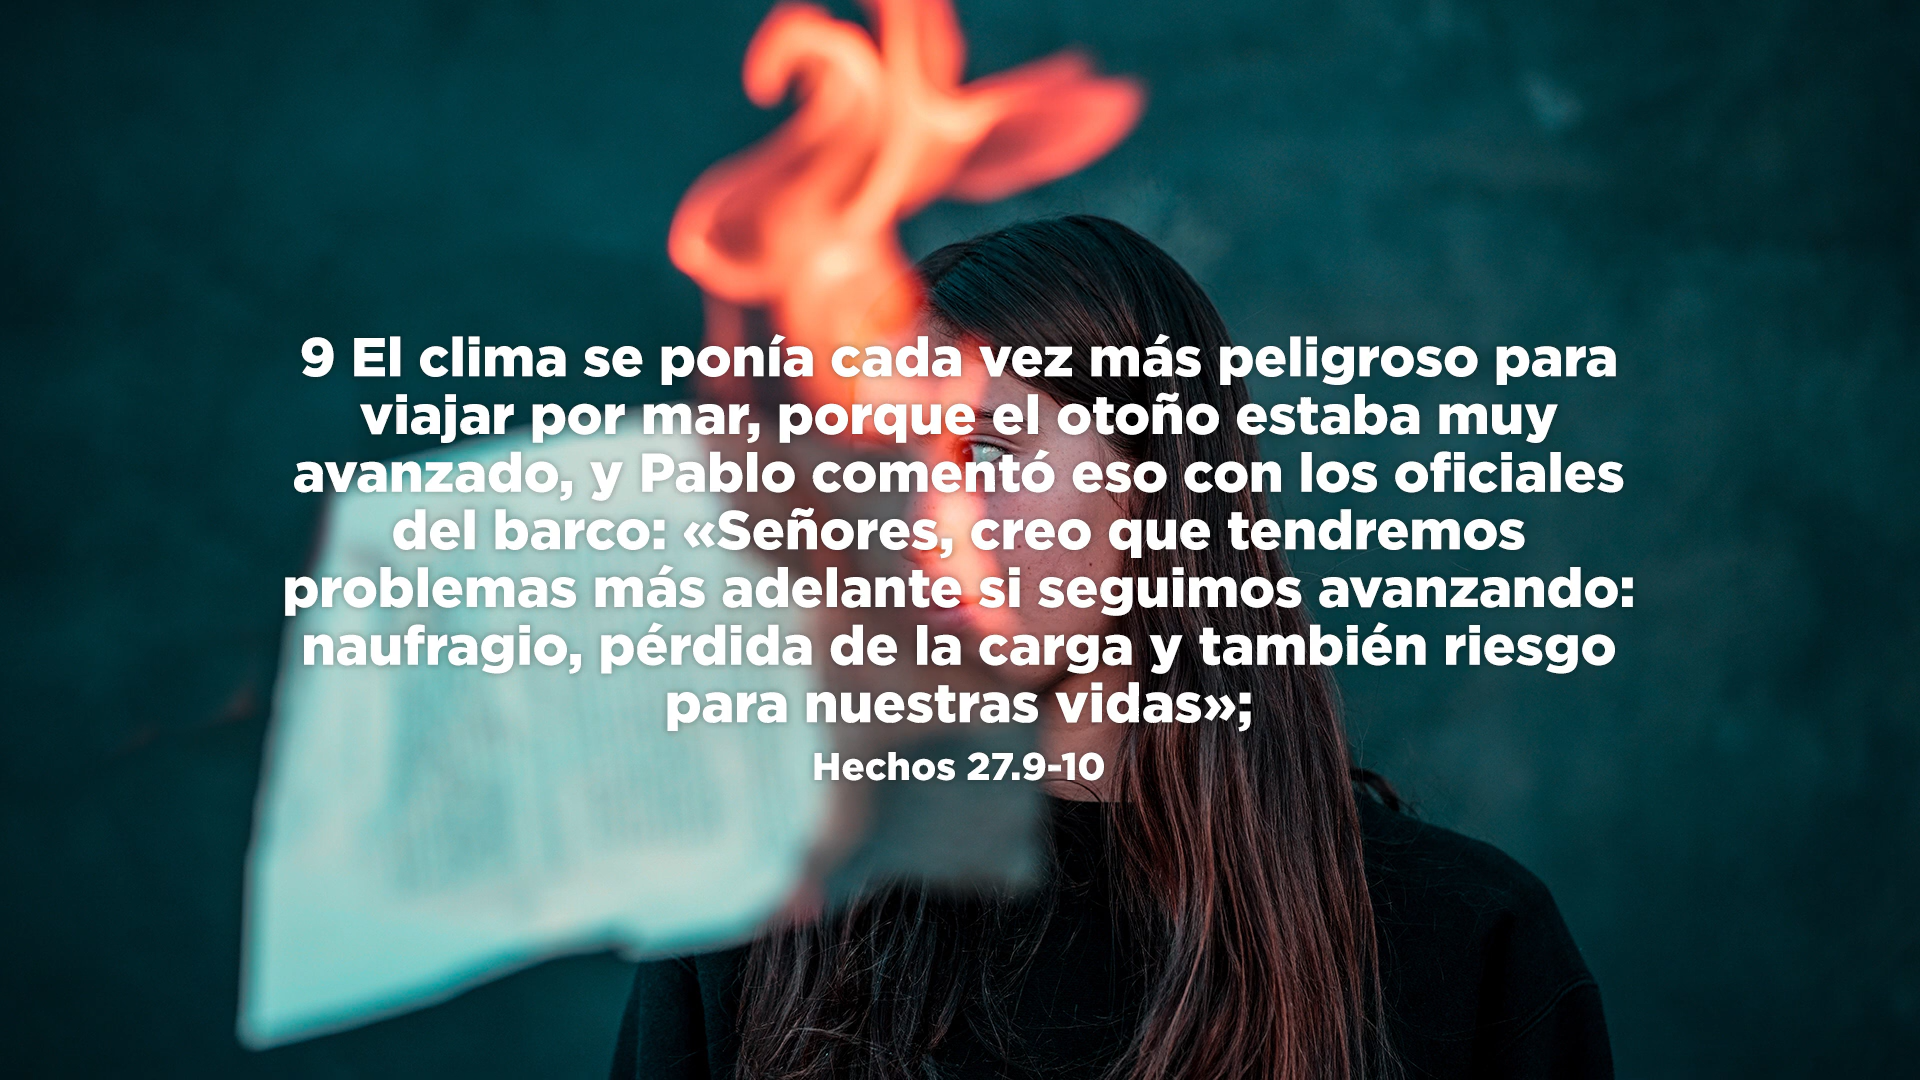 9 El clima se ponía cada vez más peligroso para
viajar por mar, porque el otoño estaba muy
avanzado, y Pablo comentó eso con los oficiales
del barco: «Señores, creo que tendremos
problemas más adelante si seguimos avanzando:
naufragio, pérdida de la carga y también riesgo
para nuestras vidas»;
Hechos 27.9-10